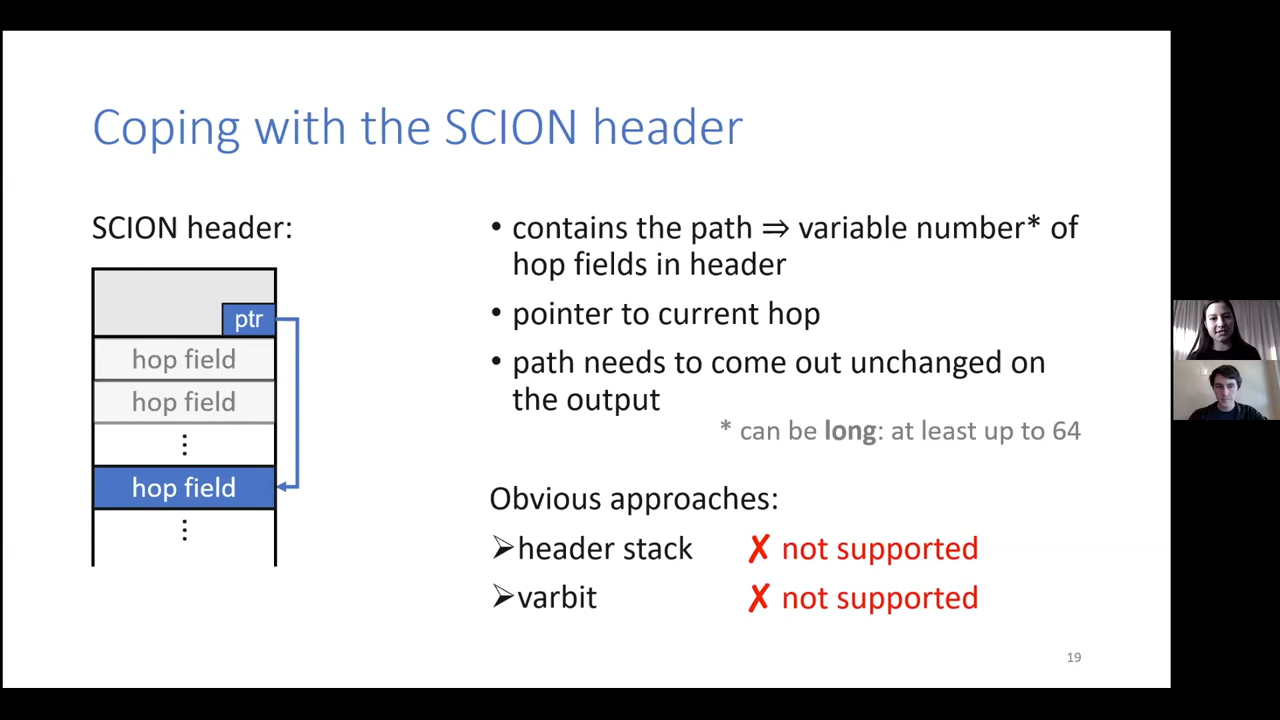 Coping with the SCION header
SCION header:
ptr
hop field
hop field
⋮
hop field
⋮
• contains the path ⇒ variable number* of
hop fields in header
• pointer to current hop
• path needs to come out unchanged on
the output
* can be long: at least up to 64
Obvious approaches:
➢header stack ✗ not supported
➢varbit ✗ not supported
19